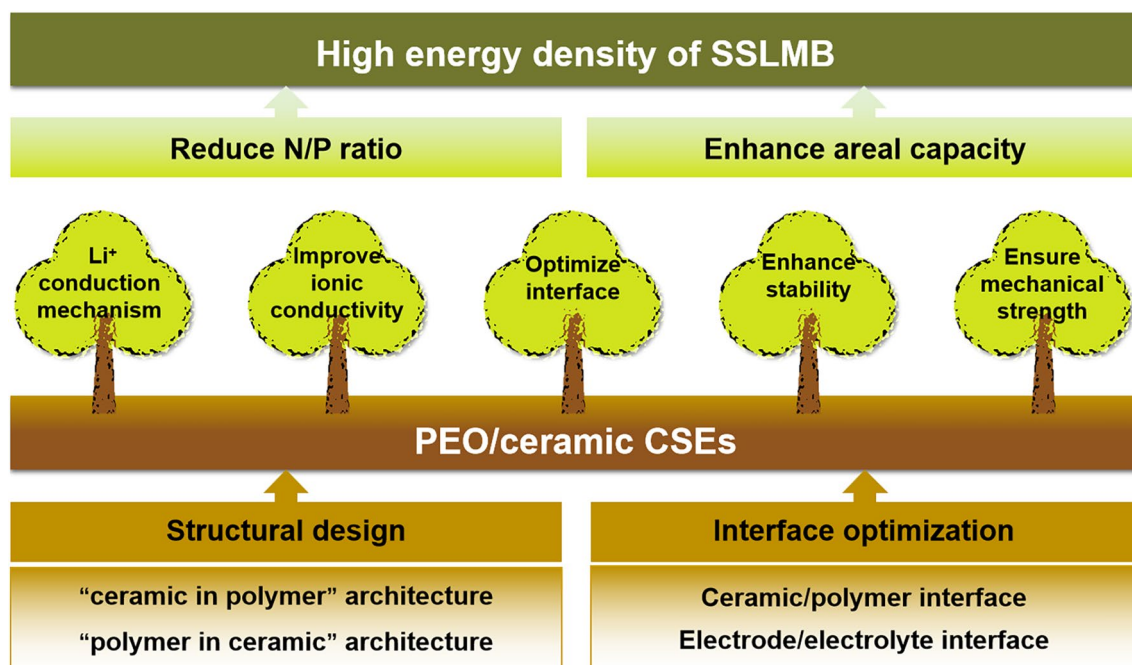 High energy density of SSLMB
Reduce N/P ratio
Enhance areal capacity
Li⁺
conduction
mechanism
Improve
ionic
conductivity
Optimize
interface
Enhance
stability
Ensure
mechanical
strength
PEO/ceramic CSEs
Structural design
Interface optimization
“ceramic in polymer” architecture
“polymer in ceramic” architecture
Ceramic/polymer interface
Electrode/electrolyte interface